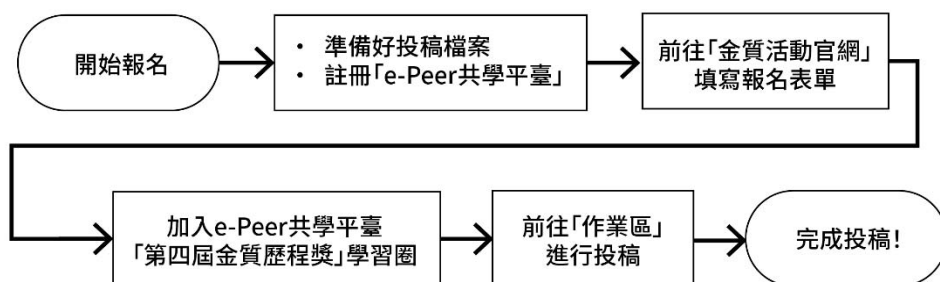 開始報名
• 準備好投稿檔案
• 註冊「e-Peer共學平臺」
前往「金質活動官網」
填寫報名表單
加入e-Peer共學平臺
「第四屆金質歷程獎」學習圈
前往「作業區」
進行投稿
完成投稿!